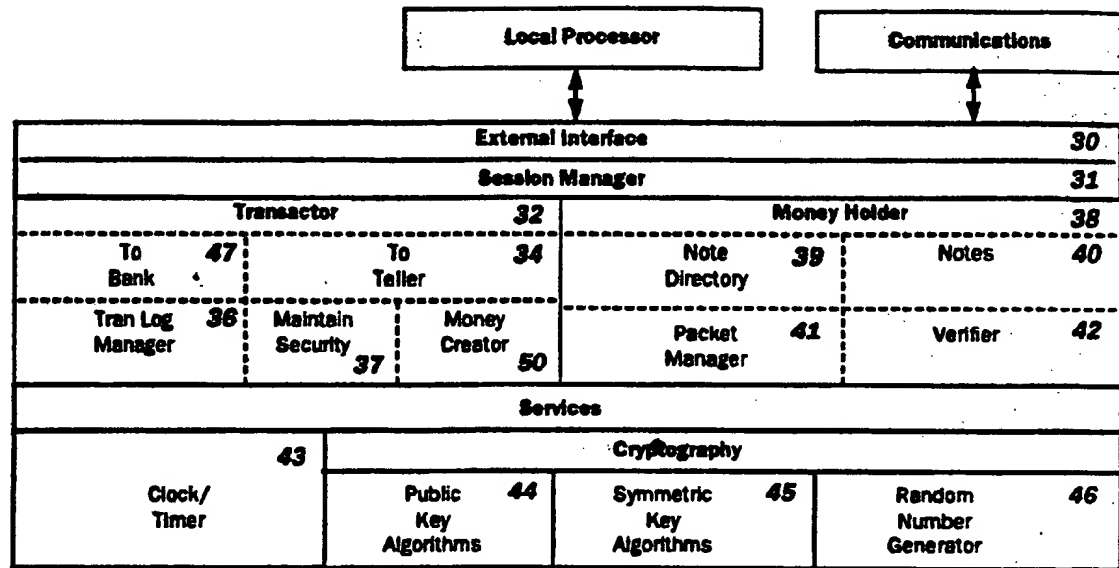 Local Processor
Communications
External Interface 30
Session Manager 31
Transactor 32
Money Holder 38
To Bank 47
To Teller 34
Note Directory 39
Notes 40
Tran Log Manager 36
Maintain Security 37
Money Creator 50
Packet Manager 41
Verifier 42
Services
43
Cryptography
Clock/
Timer
Public 44
Key
Algorithms
Symmetric 45
Key
Algorithms
Random 46
Number
Generator